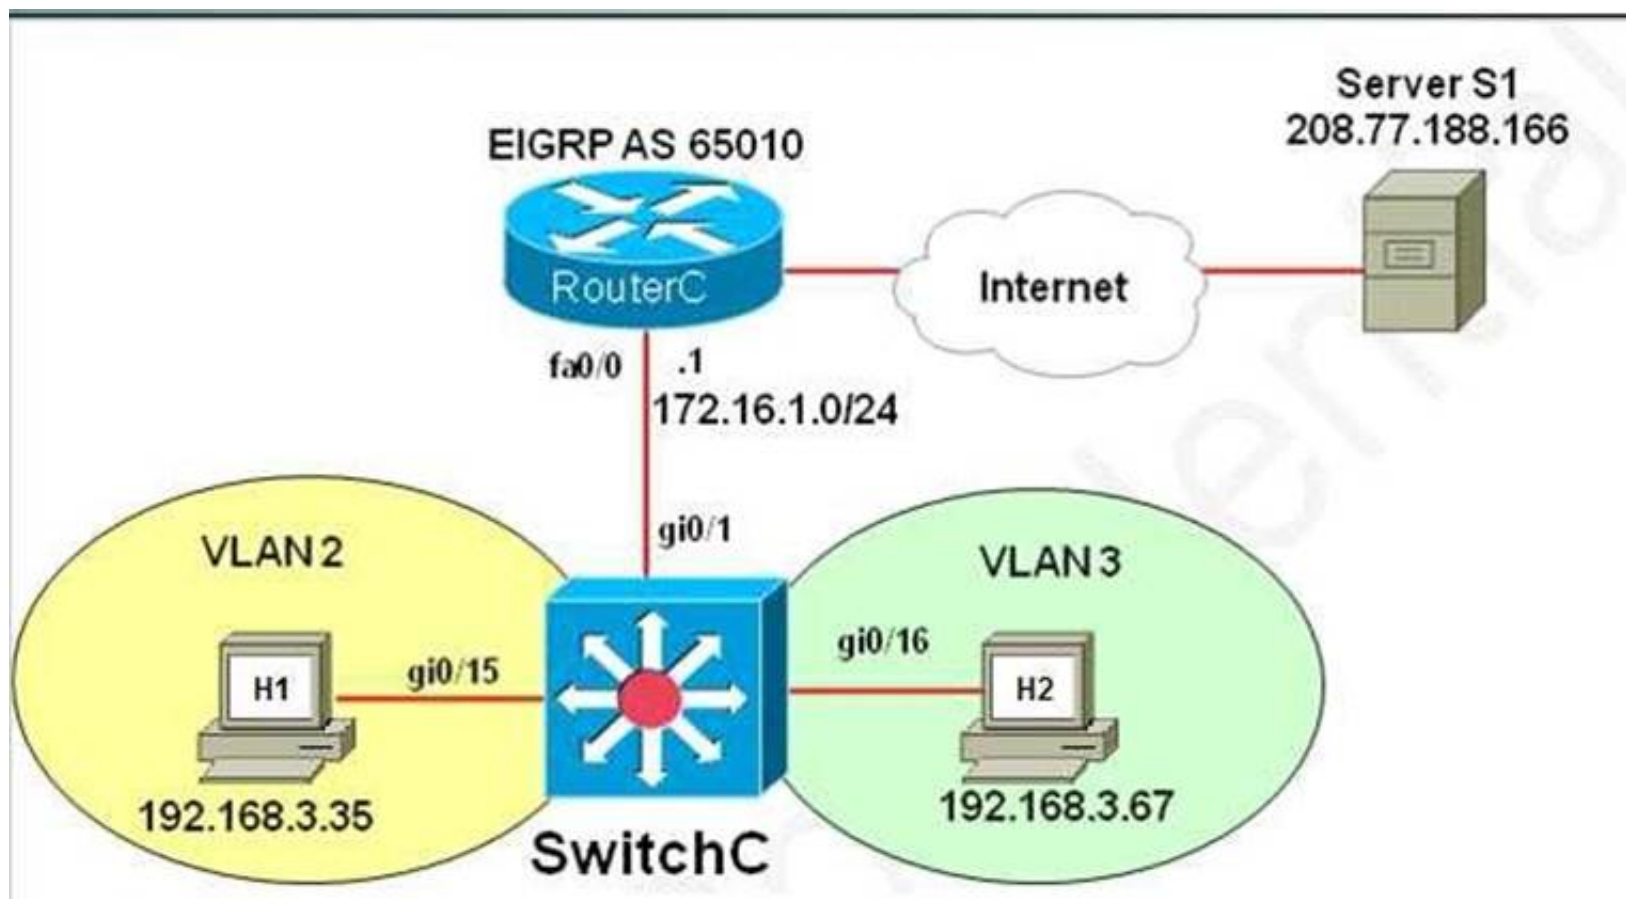 Server S1
208.77.188.166
EIGRP AS 65010
RouterC
Internet
fa0/0
.1
172.16.1.0/24
gi0/1
VLAN 2
VLAN 3
gi0/15
gi0/16
H1
H2
192.168.3.35
192.168.3.67
SwitchC